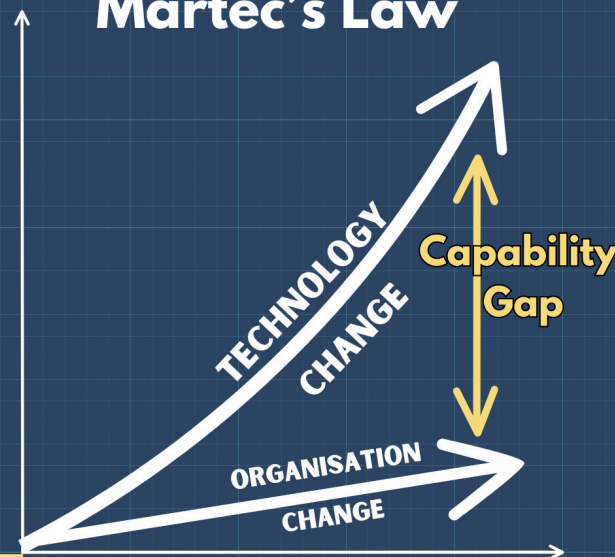 Martec's Law
TECHNOLOGY
CHANGE
Capability
Gap
ORGANISATION
CHANGE